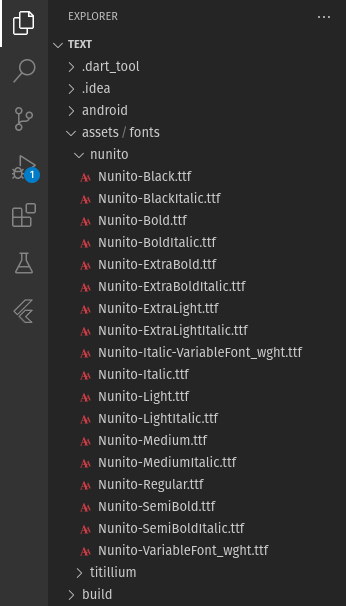 EXPLORER
TEXT
.dart_tool
.idea
android
assets / fonts
nunito
Nunito-Black.ttf
Nunito-BlackItalic.ttf
Nunito-Bold.ttf
Nunito-BoldItalic.ttf
Nunito-ExtraBold.ttf
Nunito-ExtraBoldItalic.ttf
Nunito-ExtraLight.ttf
Nunito-ExtraLightItalic.ttf
Nunito-Italic-VariableFont_wght.ttf
Nunito-Italic.ttf
Nunito-Light.ttf
Nunito-LightItalic.ttf
Nunito-Medium.ttf
Nunito-MediumItalic.ttf
Nunito-Regular.ttf
Nunito-SemiBold.ttf
Nunito-SemiBoldItalic.ttf
Nunito-VariableFont_wght.ttf
titillium
build
1